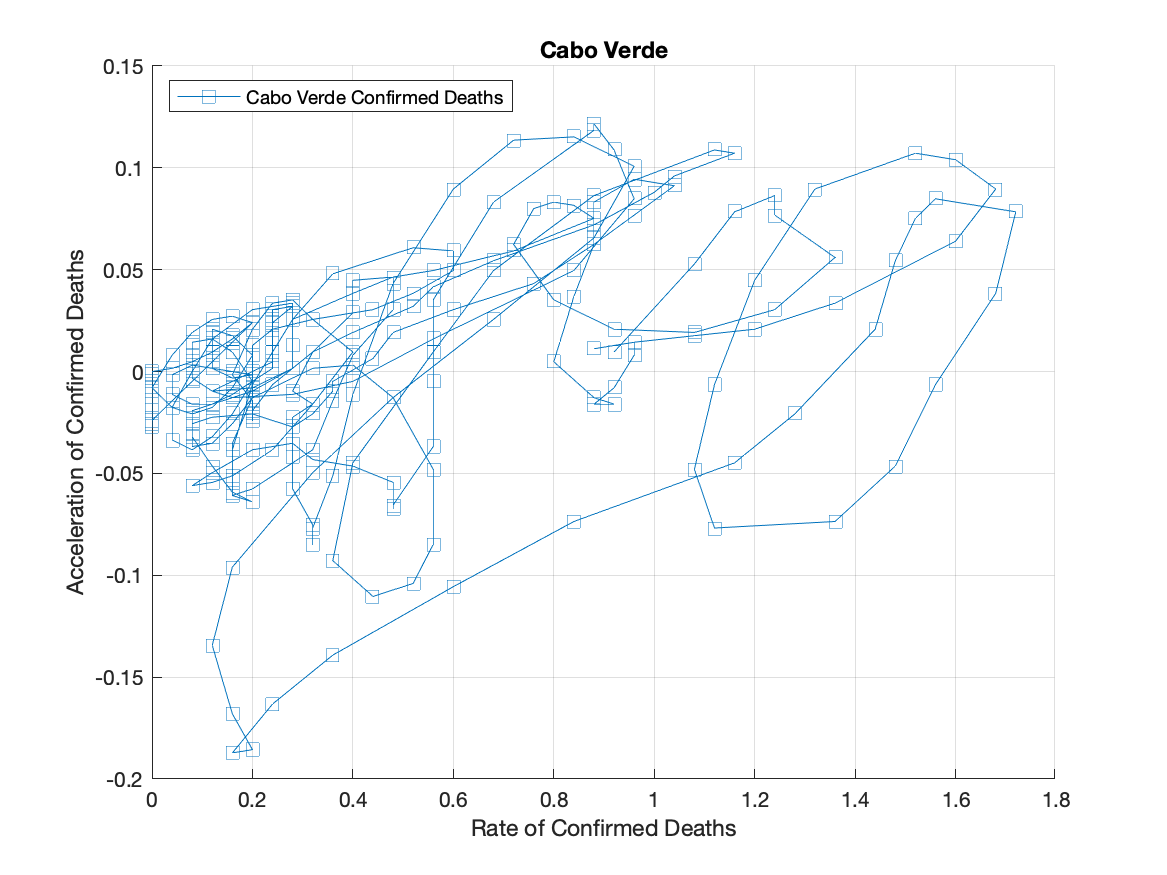 Cabo Verde
Cabo Verde Confirmed Deaths
0.15
0.1
0.05
0
-0.05
-0.1
-0.15
-0.2
Acceleration of Confirmed Deaths
0 0.2 0.4 0.6 0.8 1 1.2 1.4 1.6 1.8
Rate of Confirmed Deaths